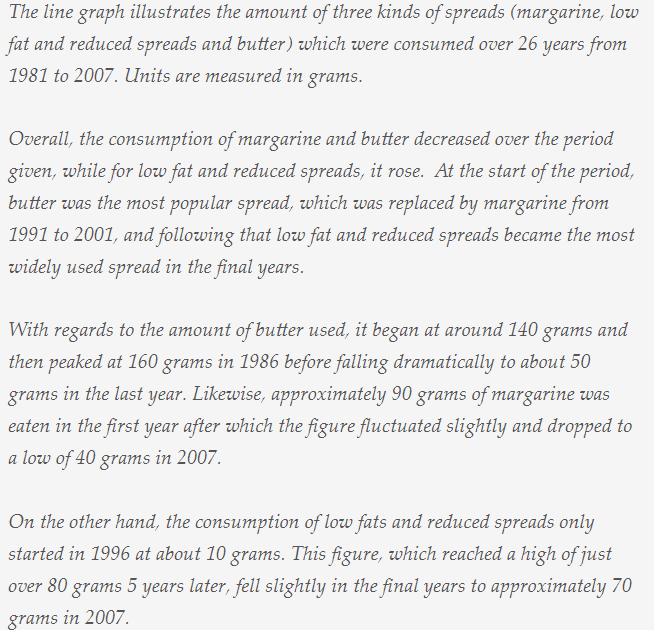 The line graph illustrates the amount of three kinds of spreads (margarine, low
fat and reduced spreads and butter) which were consumed over 26 years from
1981 to 2007. Units are measured in grams.
Overall, the consumption of margarine and butter decreased over the period
given, while for low fat and reduced spreads, it rose.  At the start of the period,
butter was the most popular spread, which was replaced by margarine from
1991 to 2001, and following that low fat and reduced spreads became the most
widely used spread in the final years.
With regards to the amount of butter used, it began at around 140 grams and
then peaked at 160 grams in 1986 before falling dramatically to about 50
grams in the last year. Likewise, approximately 90 grams of margarine was
eaten in the first year after which the figure fluctuated slightly and dropped to
a low of 40 grams in 2007.
On the other hand, the consumption of low fats and reduced spreads only
started in 1996 at about 10 grams. This figure, which reached a high of just
over 80 grams 5 years later, fell slightly in the final years to approximately 70
grams in 2007.